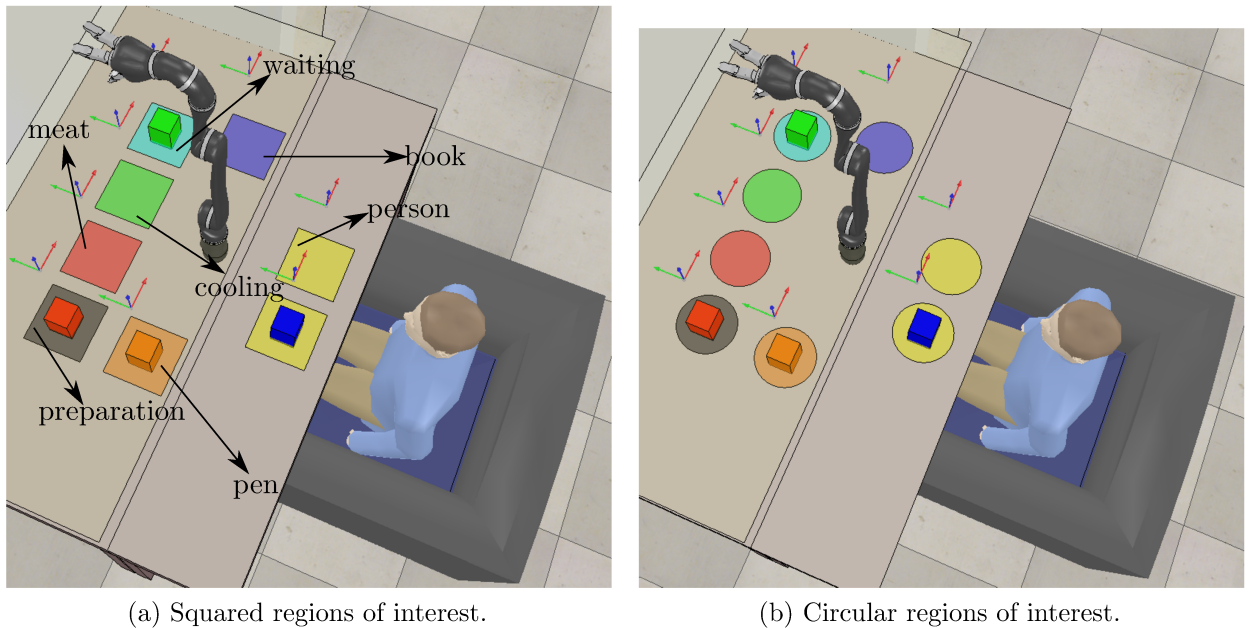 waiting
meat
book
person
cooling
preparation
pen
(a) Squared regions of interest.
(b) Circular regions of interest.